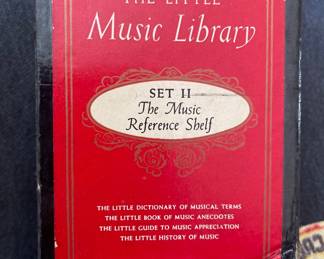 THE LITTLE
Music Library
SET II
The Music
Reference Shelf
THE LITTLE DICTIONARY OF MUSICAL TERMS
THE LITTLE BOOK OF MUSIC ANECDOTES
THE LITTLE GUIDE TO MUSIC APPRECIATION
THE LITTLE HISTORY OF MUSIC